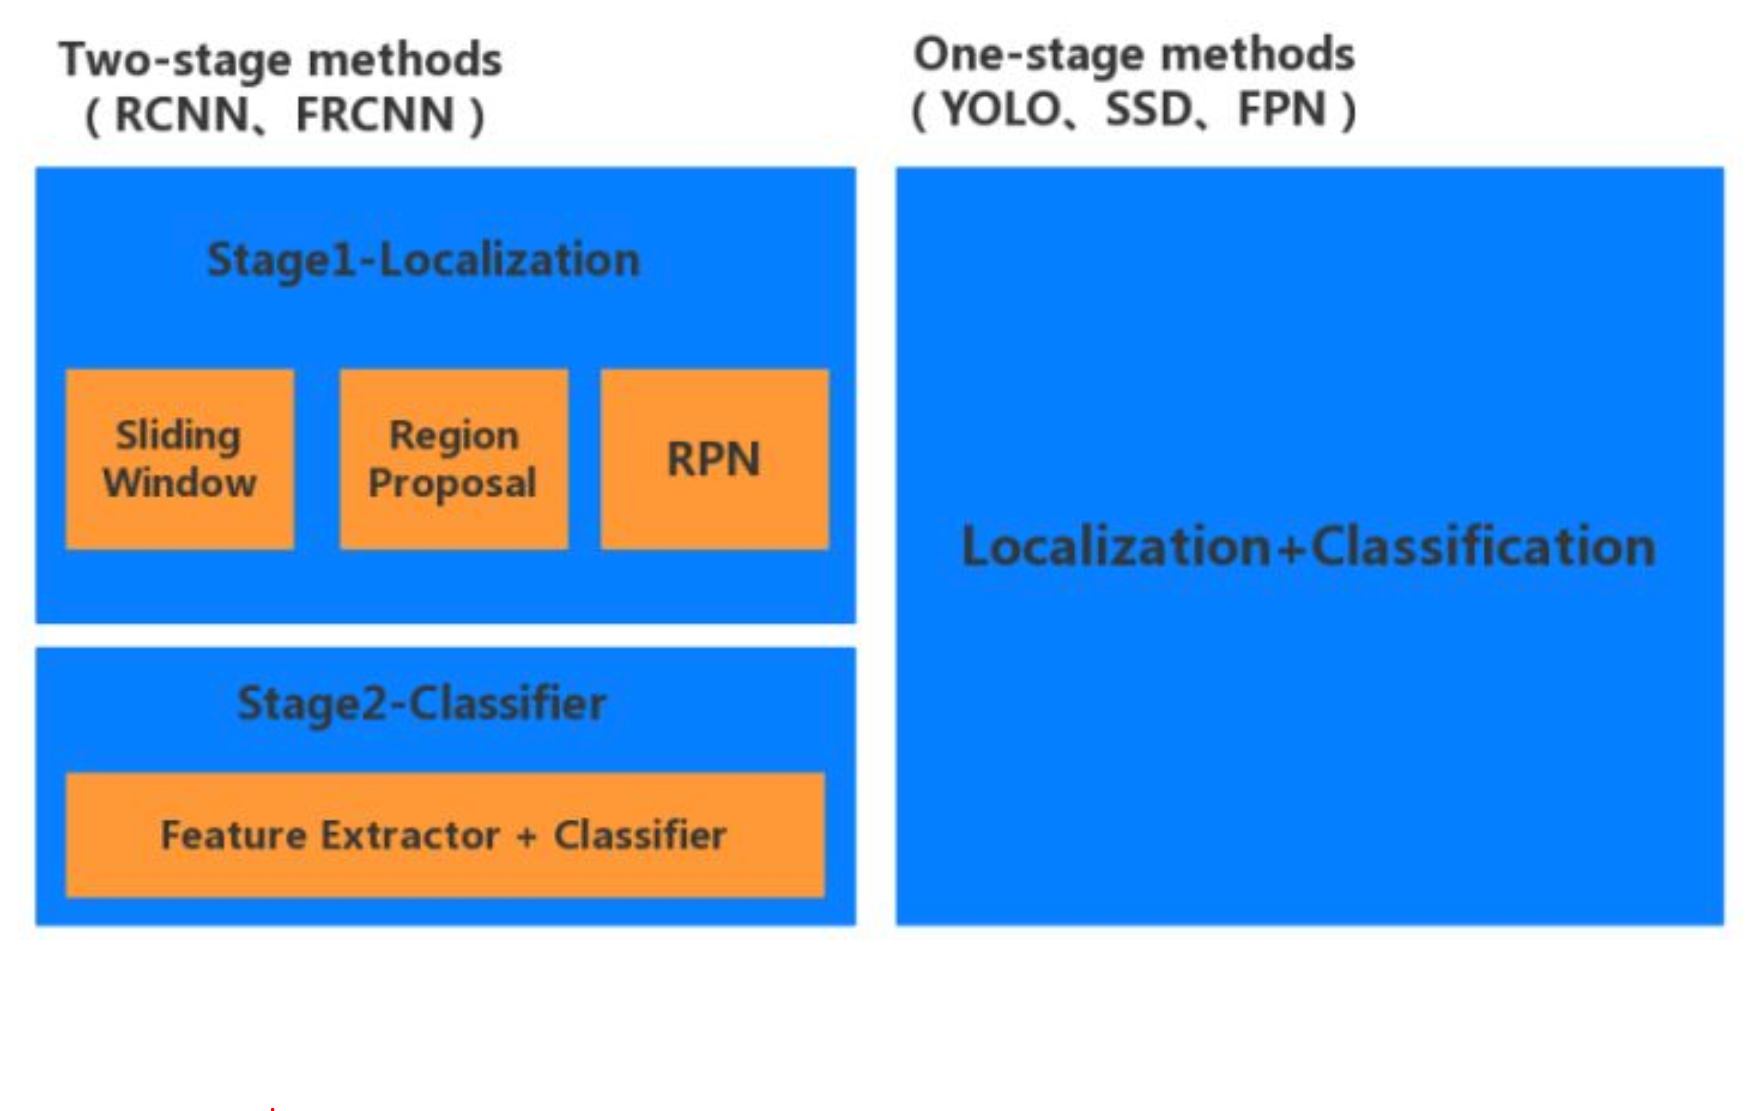 Two-stage methods
（RCNN、FRCNN）
Stage1-Localization
Sliding
Window
Region
Proposal
RPN
Stage2-Classifier
Feature Extractor + Classifier
One-stage methods
（YOLO、SSD、FPN）
Localization+Classification